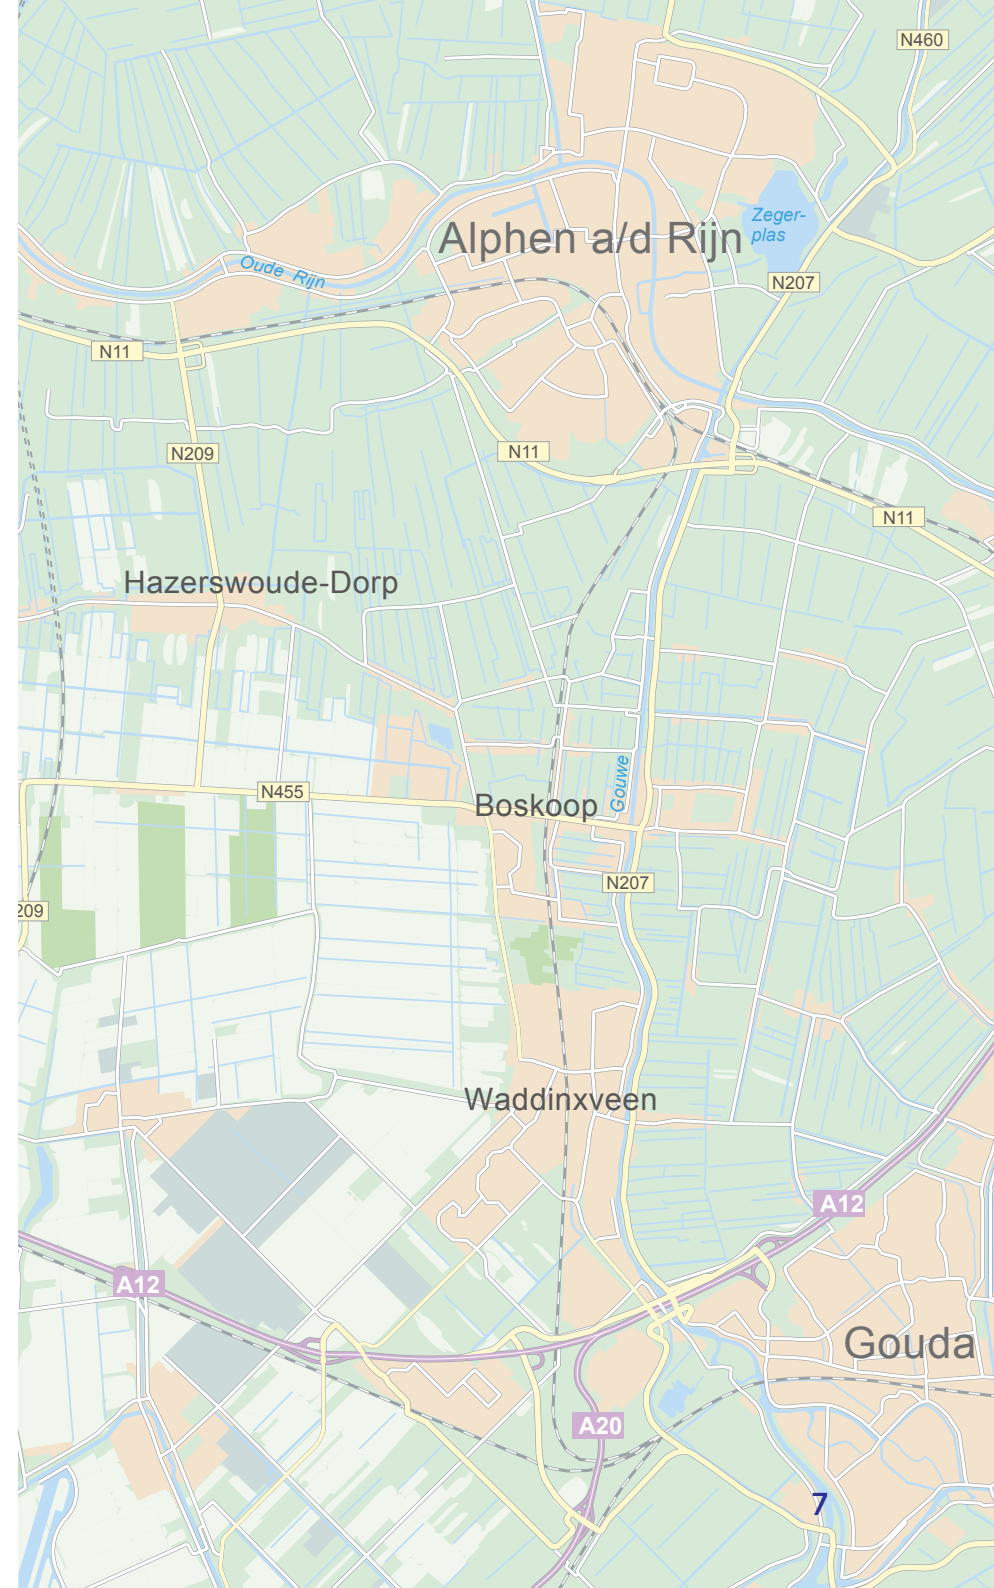 N460
Zeger-
plas
Alphen a/d Rijn
Oude Rijn
N207
N11
N209
N11
N11
Hazerswoude-Dorp
Gouwe
N455
Boskoop
N207
209
Waddinxveen
A12
A12
Gouda
A20
7